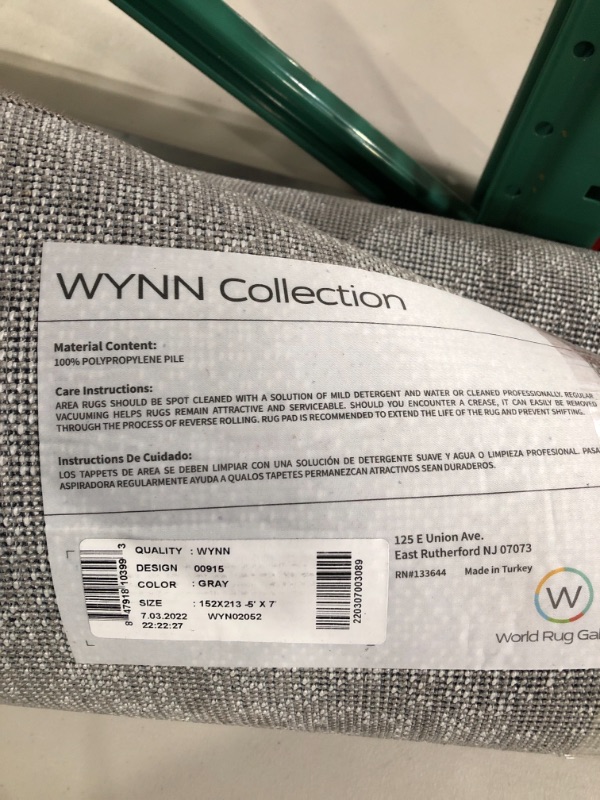 WYNN Collection
Material Content:
100% POLYPROPYLENE PILE
Care Instructions:
AREA RUGS SHOULD BE SPOT CLEANED WITH A SOLUTION OF MILD DETERGENT AND WATER OR CLEANED PROFESSIONALLY. REGULAR
VACUUMING HELPS RUGS REMAIN ATTRACTIVE AND SERVICEABLE. SHOULD YOU ENCOUNTER A CREASE, IT CAN EASILY BE REMOVED
THROUGH THE PROCESS OF REVERSE ROLLING. RUG PAD IS RECOMMENDED TO EXTEND THE LIFE OF THE RUG AND PREVENT SHIFTING.
Instructions De Cuidado:
LOS TAPPETS DE AREA SE DEBEN LIMPIAR CON UNA SOLUCIÓN DE DETERGENTE SUAVE Y AGUA O LIMPIEZA PROFESIONAL. PASA
ASPIRADORA REGULARMENTE AYUDA A QUALOS TAPETES PERMANEZCAN ATRACTIVOS SEAN DURADEROS.
8 47918 10399 3
QUALITY : WYNN
DESIGN 00915
COLOR : GRAY
SIZE : 152X213 -5' X 7'
7.03.2022 WYN02052
22:22:27
220307003089
125 E Union Ave.
East Rutherford NJ 07073
RN#133644 Made in Turkey
W
World Rug Gal